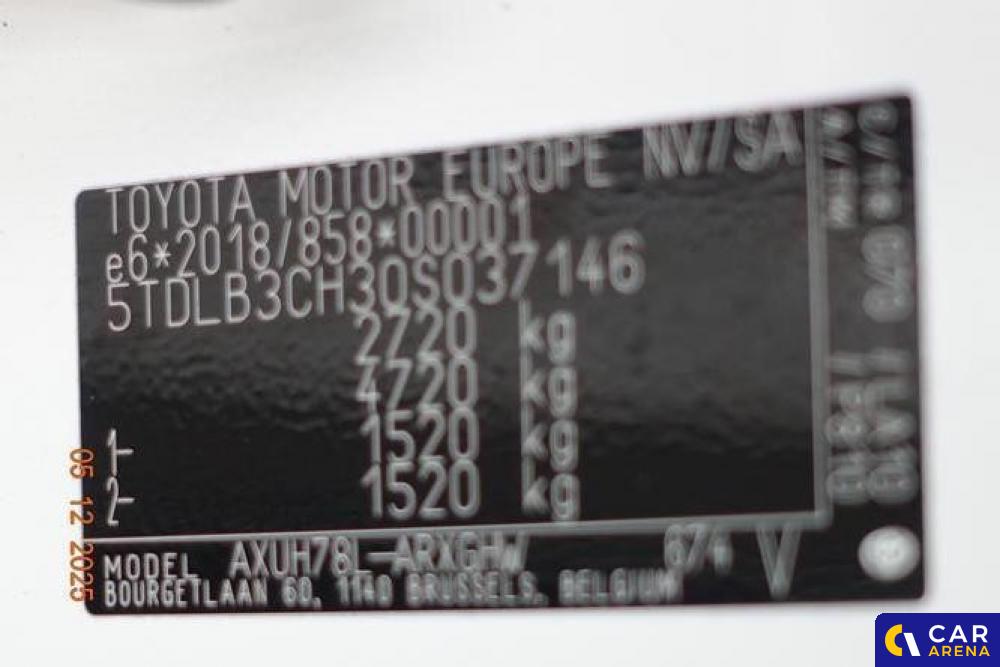 TOYOTA MOTOR EUROPE NV/SA
e6*2018/858*00001
5TDLB3CH30S037146
2720 kg
4720 kg
1- 1520 kg
2- 1520 kg
MODEL AXUH78L-ARXGHW 674 V
BOURGETLAAN 60, 1140 BRUSSELS, BELGIUM
05 12 2025
CAR
ARENA